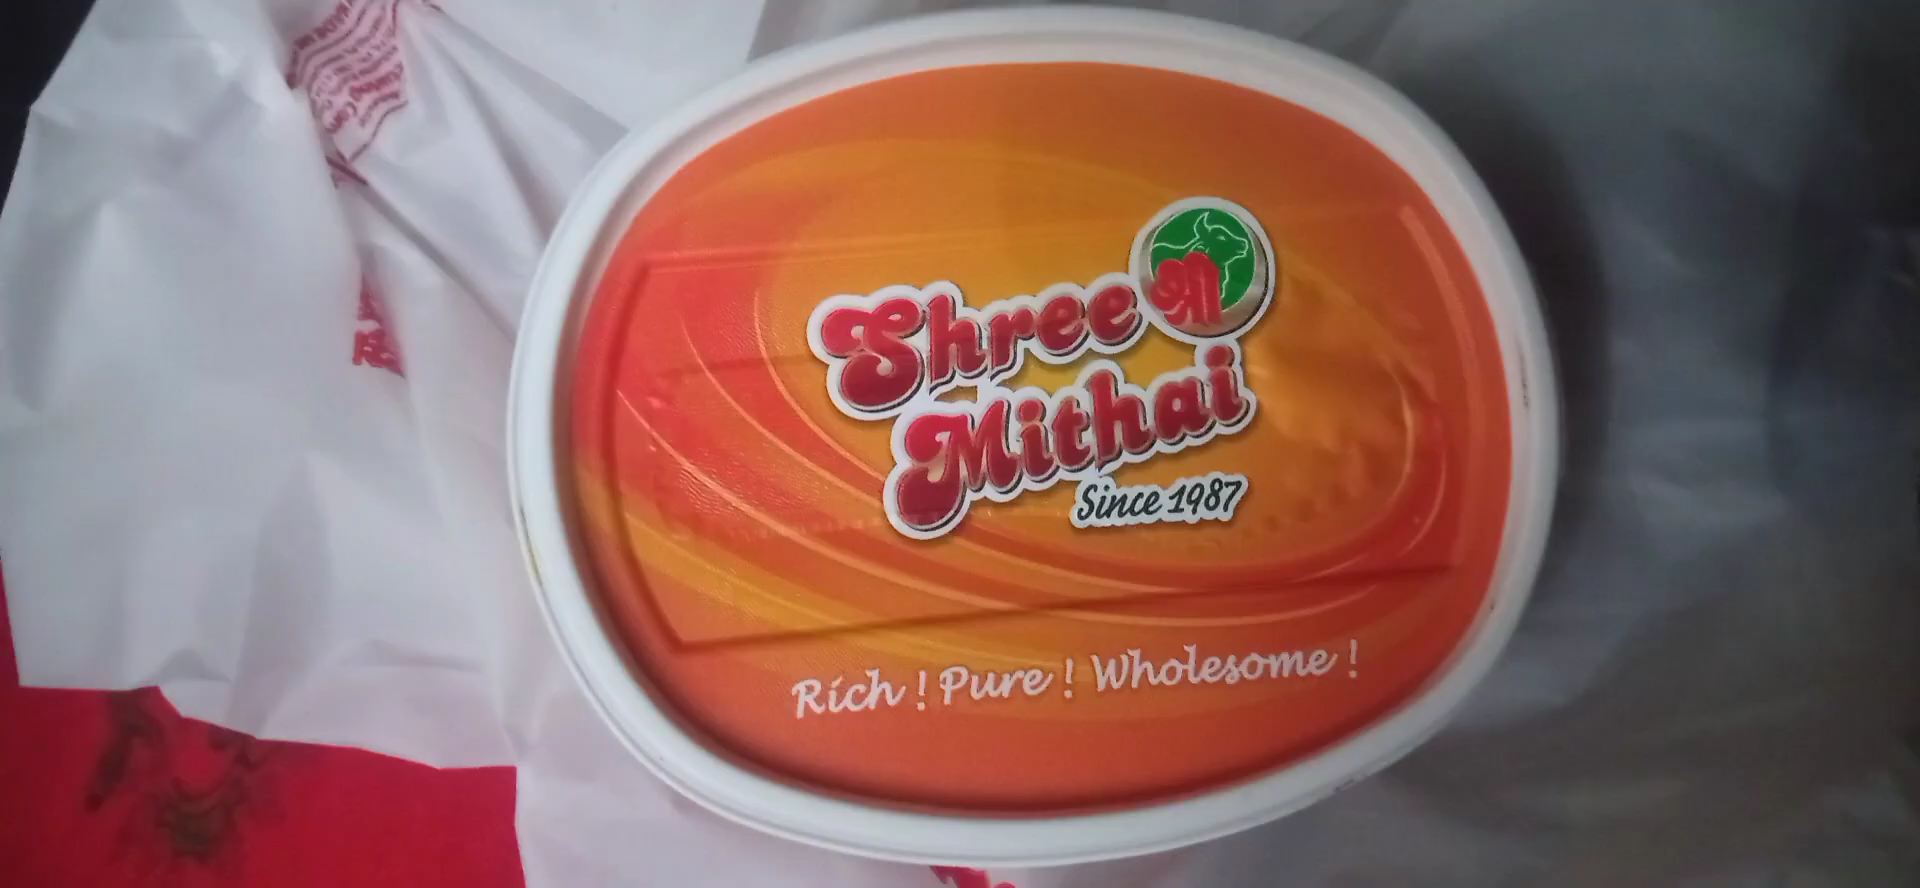 Shree श्री
Mithai
Since 1987
Rich ! Pure ! Wholesome !